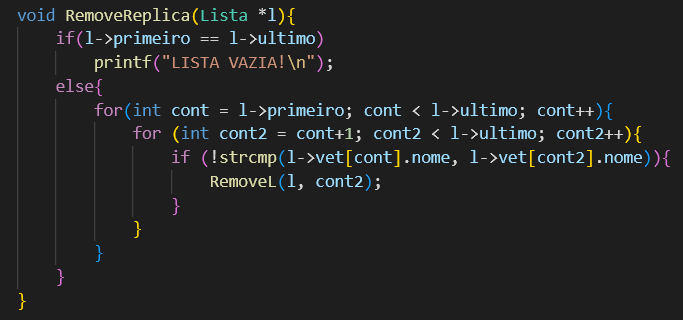 void RemoveReplica(Lista *l){
    if(l->primeiro == l->ultimo)
        printf("LISTA VAZIA!\n");
    else{
        for(int cont = l->primeiro; cont < l->ultimo; cont++){
            for (int cont2 = cont+1; cont2 < l->ultimo; cont2++){
                if (!strcmp(l->vet[cont].nome, l->vet[cont2].nome)){
                    RemoveL(l, cont2);
                }
            }
        }
    }
}